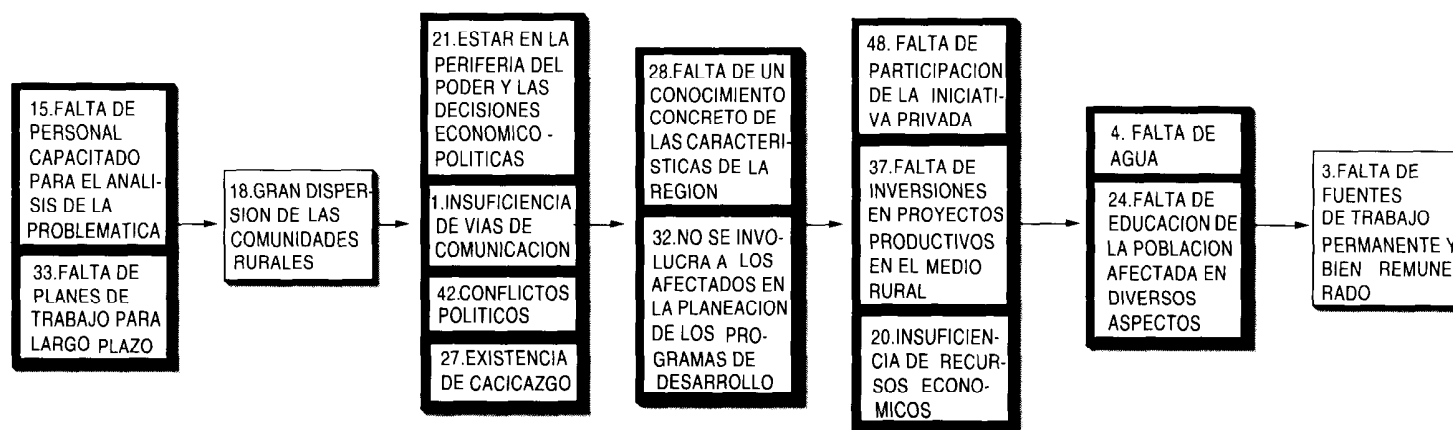 15.FALTA DE
PERSONAL
CAPACITADO
PARA EL ANALI-
SIS DE LA
PROBLEMATICA
33.FALTA DE
PLANES DE
TRABAJO PARA
LARGO PLAZO
18.GRAN DISPER-
SION DE LAS
COMUNIDADES
RURALES
21.ESTAR EN LA
PERIFERIA DEL
PODER Y LAS
DECISIONES
ECONOMICO -
POLITICAS
1.INSUFICIENCIA
DE VIAS DE
COMUNICACION
42.CONFLICTOS
POLITICOS
27.EXISTENCIA
DE CACICAZGO
28.FALTA DE UN
CONOCIMIENTO
CONCRETO DE
LAS CARACTERI-
STICAS DE LA
REGION
32.NO SE INVO-
LUCRA A LOS
AFECTADOS EN
LA PLANEACION
DE LOS PRO-
GRAMAS DE
DESARROLLO
48. FALTA DE
PARTICIPACION
DE LA INICIATI-
VA PRIVADA
37.FALTA DE
INVERSIONES
EN PROYECTOS
PRODUCTIVOS
EN EL MEDIO
RURAL
20.INSUFICIEN-
CIA DE RECUR-
SOS ECONO-
MICOS
4. FALTA DE
AGUA
24.FALTA DE
EDUCACION DE
LA POBLACION
AFECTADA EN
DIVERSOS
ASPECTOS
3.FALTA DE
FUENTES
DE TRABAJO
PERMANENTE Y
BIEN REMUNE
RADO